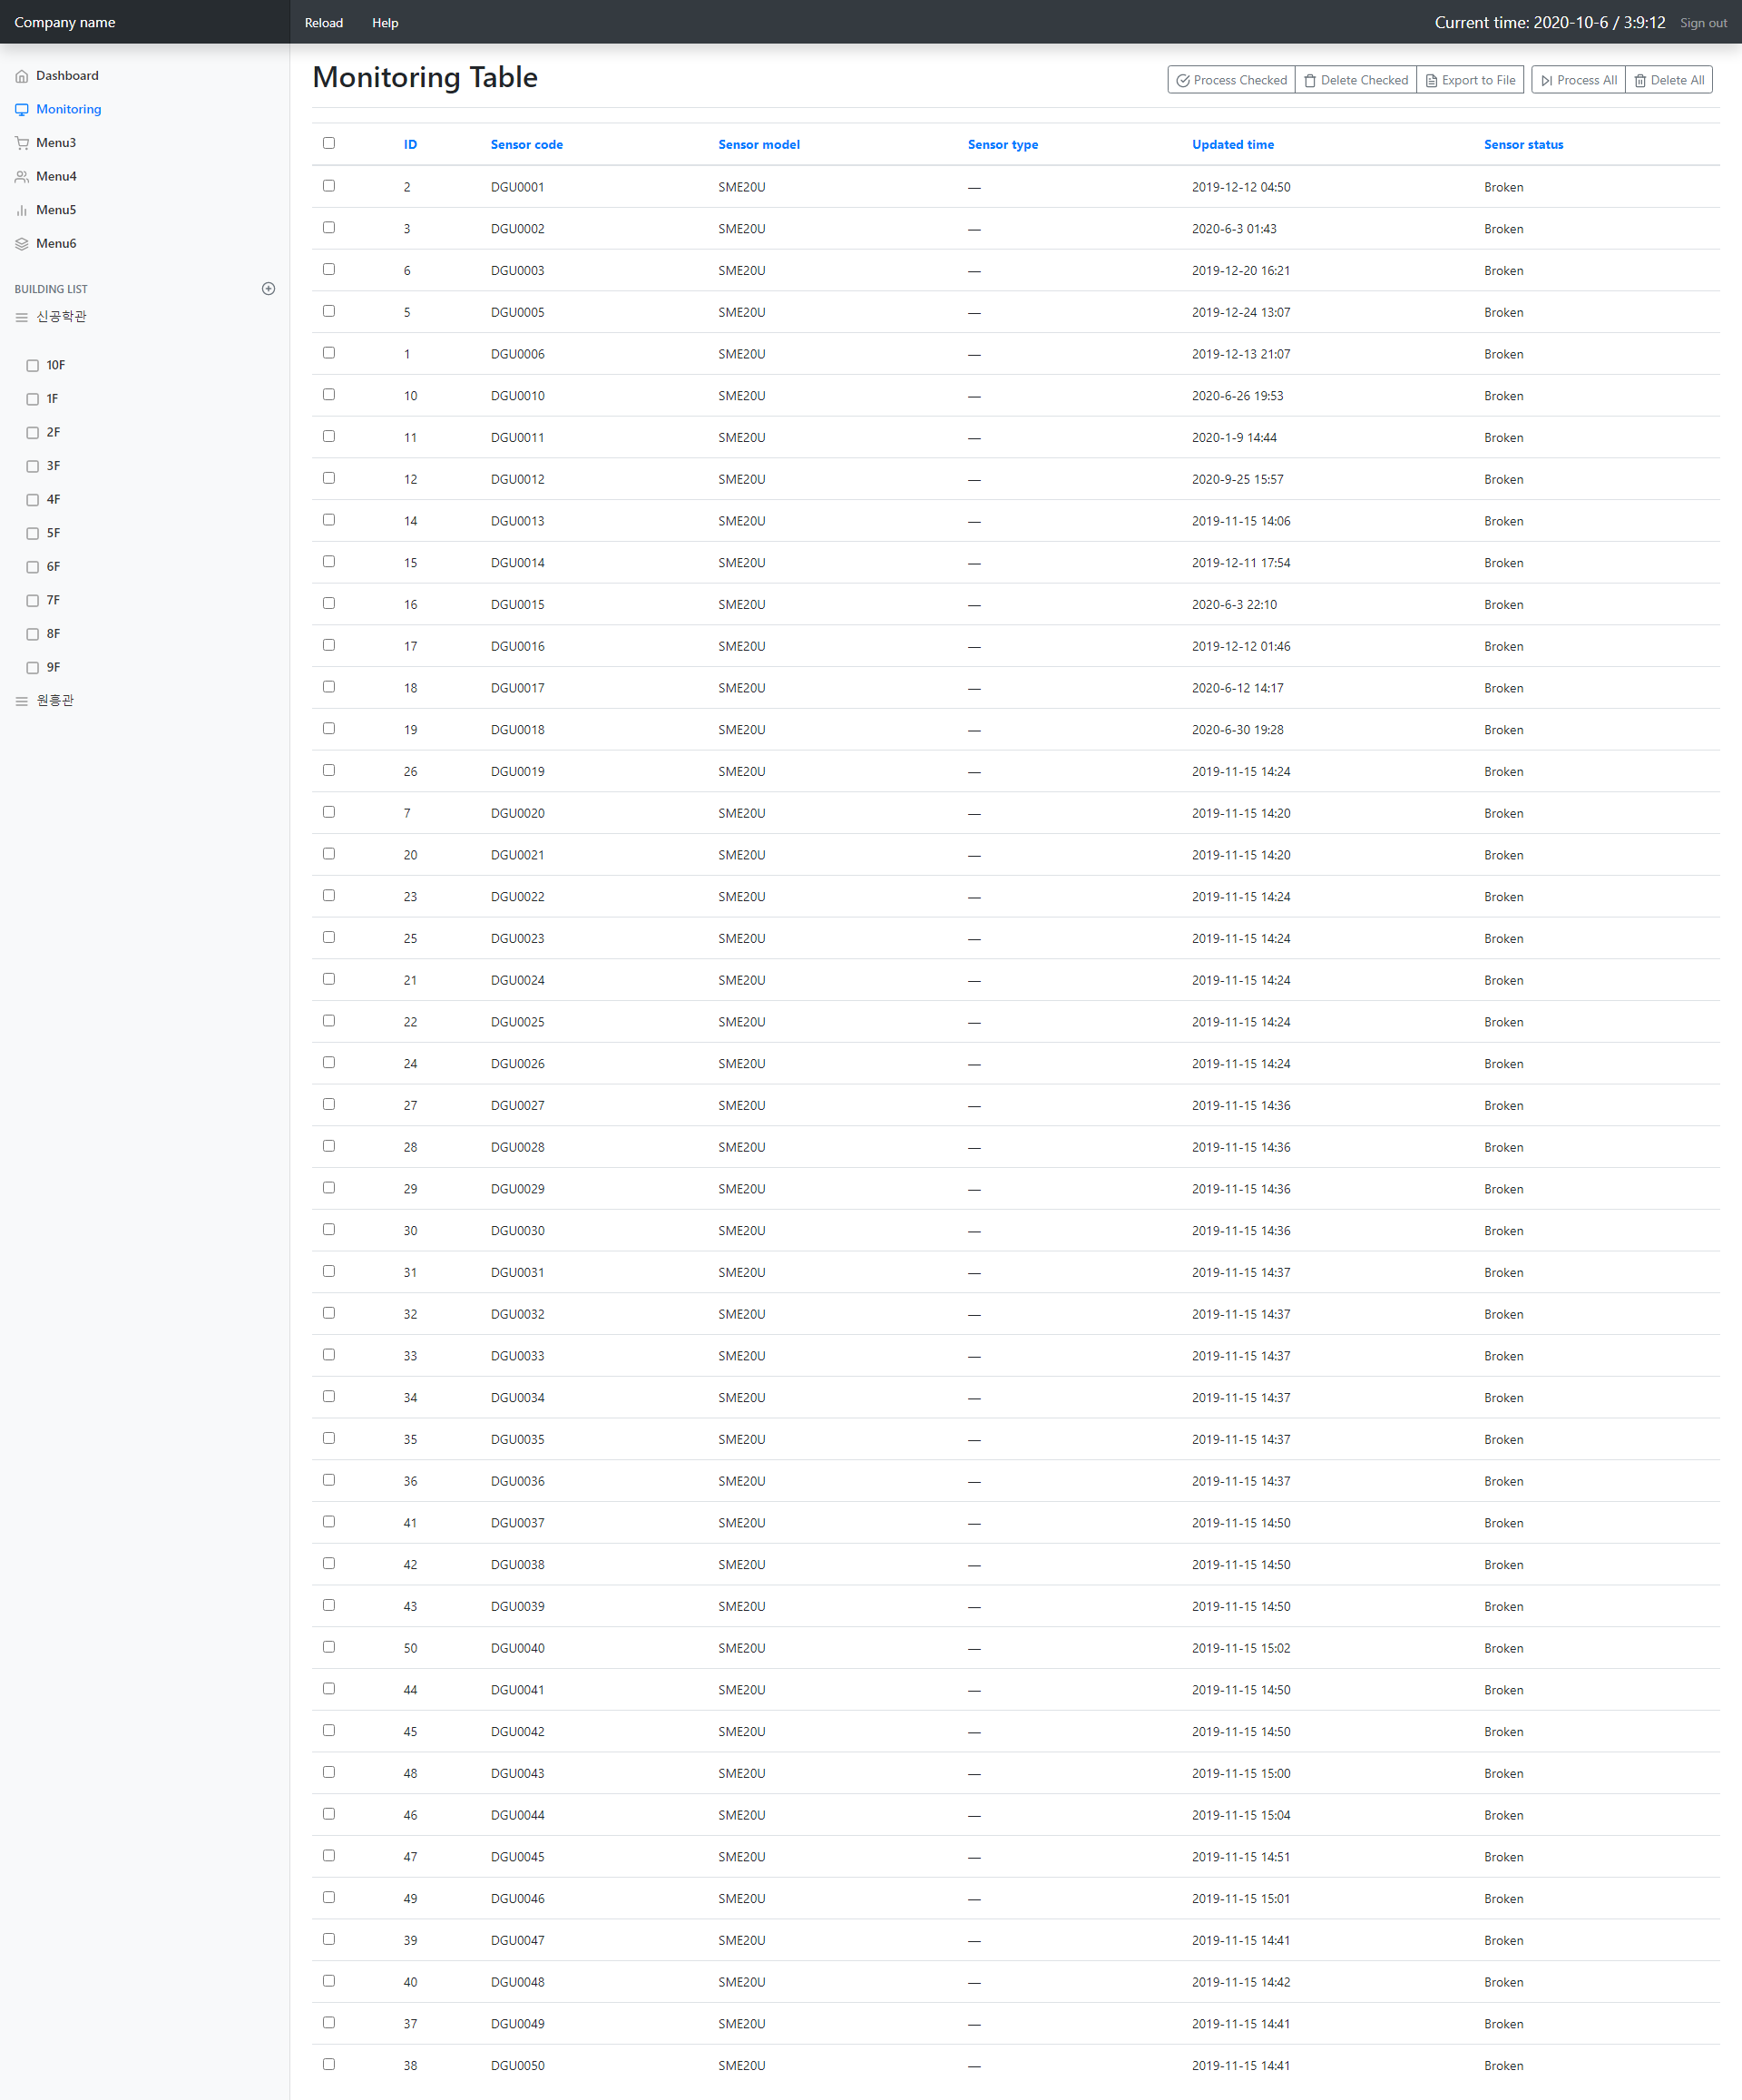 Company name Reload Help Current time: 2020-10-6 / 3:9:12 Sign out
Dashboard
Monitoring
Menu3
Menu4
Menu5
Menu6
BUILDING LIST
신공학관
10F
1F
2F
3F
4F
5F
6F
7F
8F
9F
원흥관
Monitoring Table
Process Checked Delete Checked Export to File Process All Delete All
ID Sensor code Sensor model Sensor type Updated time Sensor status
2 DGU0001 SME20U — 2019-12-12 04:50 Broken
3 DGU0002 SME20U — 2020-6-3 01:43 Broken
6 DGU0003 SME20U — 2019-12-20 16:21 Broken
5 DGU0005 SME20U — 2019-12-24 13:07 Broken
1 DGU0006 SME20U — 2019-12-13 21:07 Broken
10 DGU0010 SME20U — 2020-6-26 19:53 Broken
11 DGU0011 SME20U — 2020-1-9 14:44 Broken
12 DGU0012 SME20U — 2020-9-25 15:57 Broken
14 DGU0013 SME20U — 2019-11-15 14:06 Broken
15 DGU0014 SME20U — 2019-12-11 17:54 Broken
16 DGU0015 SME20U — 2020-6-3 22:10 Broken
17 DGU0016 SME20U — 2019-12-12 01:46 Broken
18 DGU0017 SME20U — 2020-6-12 14:17 Broken
19 DGU0018 SME20U — 2020-6-30 19:28 Broken
26 DGU0019 SME20U — 2019-11-15 14:24 Broken
7 DGU0020 SME20U — 2019-11-15 14:20 Broken
20 DGU0021 SME20U — 2019-11-15 14:20 Broken
23 DGU0022 SME20U — 2019-11-15 14:24 Broken
25 DGU0023 SME20U — 2019-11-15 14:24 Broken
21 DGU0024 SME20U — 2019-11-15 14:24 Broken
22 DGU0025 SME20U — 2019-11-15 14:24 Broken
24 DGU0026 SME20U — 2019-11-15 14:24 Broken
27 DGU0027 SME20U — 2019-11-15 14:36 Broken
28 DGU0028 SME20U — 2019-11-15 14:36 Broken
29 DGU0029 SME20U — 2019-11-15 14:36 Broken
30 DGU0030 SME20U — 2019-11-15 14:36 Broken
31 DGU0031 SME20U — 2019-11-15 14:37 Broken
32 DGU0032 SME20U — 2019-11-15 14:37 Broken
33 DGU0033 SME20U — 2019-11-15 14:37 Broken
34 DGU0034 SME20U — 2019-11-15 14:37 Broken
35 DGU0035 SME20U — 2019-11-15 14:37 Broken
36 DGU0036 SME20U — 2019-11-15 14:37 Broken
41 DGU0037 SME20U — 2019-11-15 14:50 Broken
42 DGU0038 SME20U — 2019-11-15 14:50 Broken
43 DGU0039 SME20U — 2019-11-15 14:50 Broken
50 DGU0040 SME20U — 2019-11-15 15:02 Broken
44 DGU0041 SME20U — 2019-11-15 14:50 Broken
45 DGU0042 SME20U — 2019-11-15 14:50 Broken
48 DGU0043 SME20U — 2019-11-15 15:00 Broken
46 DGU0044 SME20U — 2019-11-15 15:04 Broken
47 DGU0045 SME20U — 2019-11-15 14:51 Broken
49 DGU0046 SME20U — 2019-11-15 15:01 Broken
39 DGU0047 SME20U — 2019-11-15 14:41 Broken
40 DGU0048 SME20U — 2019-11-15 14:42 Broken
37 DGU0049 SME20U — 2019-11-15 14:41 Broken
38 DGU0050 SME20U — 2019-11-15 14:41 Broken